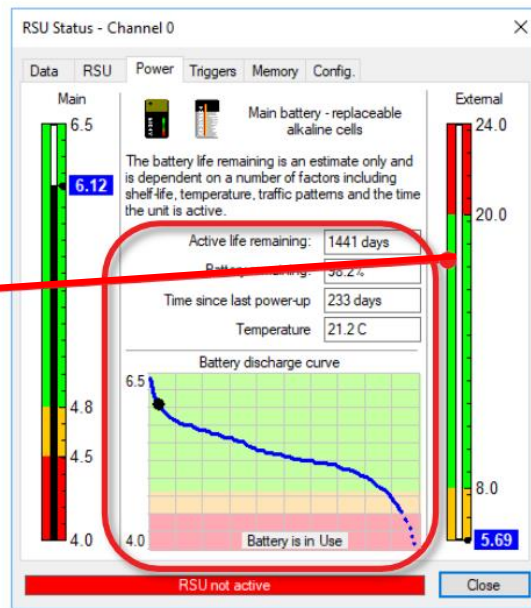 RSU Status - Channel 0
Data RSU Power Triggers Memory Config.
Main
6.5
6.12
4.8
4.5
4.0
Main battery - replaceable
alkaline cells
The battery life remaining is an estimate only and
is dependent on a number of factors including
shelf-life, temperature, traffic patterns and the time
the unit is active.
Active life remaining: 1441 days
Battery remaining: 98.2%
Time since last power-up 233 days
Temperature 21.2 C
Battery discharge curve
6.5
4.0
Battery is in Use
External
24.0
20.0
8.0
5.69
RSU not active
Close